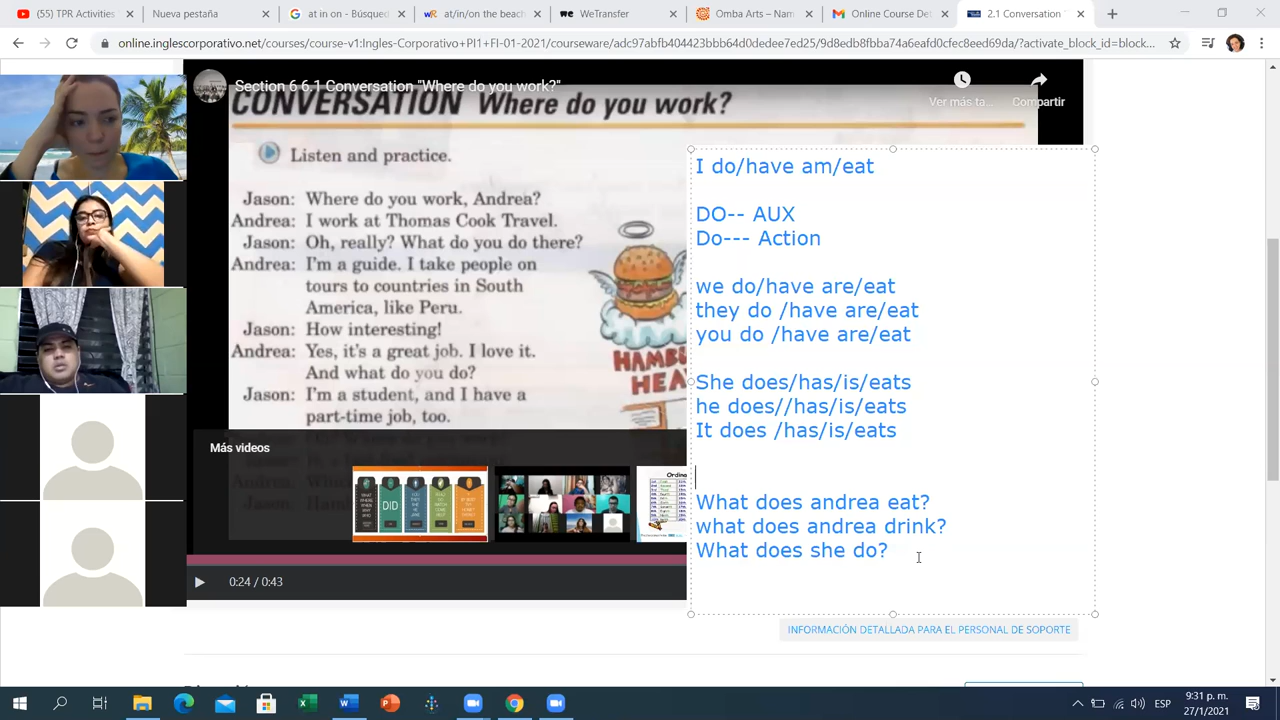 (55) TPR Activities
Nueva pestaña
at in on - Búsqued
at/in/on the beach
WeTransfer
Omba Arts – Nam
Online Course Det
2.1 Conversation
online.inglescorporativo.net/courses/course-v1:Ingles-Corporativo+PI1+FI-01-2021/courseware/adc97abfb404423bbb64d0dedee7ed25/9d8edb8fbba74a6eafd0cfec8eed69da/?activate_block_id=block...
Section 6 6.1 Conversation "Where do you work?"
Ver más ta...
Compartir
CONVERSATION Where do you work?
Listen and practice.
Jason: Where do you work, Andrea?
Andrea: I work at Thomas Cook Travel.
Jason: Oh, really? What do you do there?
Andrea: I'm a guide. I take people on
tours to countries in South
America, like Peru.
Jason: How interesting!
Andrea: Yes, it's a great job. I love it.
And what do you do?
Jason: I'm a student, and I have a
part-time job, too.
I do/have am/eat
DO-- AUX
Do--- Action
we do/have are/eat
they do /have are/eat
you do /have are/eat
She does/has/is/eats
he does//has/is/eats
It does /has/is/eats
What does andrea eat?
what does andrea drink?
What does she do?
Más videos
DID
Ordina
0:24 / 0:43
INFORMACIÓN DETALLADA PARA EL PERSONAL DE SOPORTE
ESP
9:31 p. m.
27/1/2021